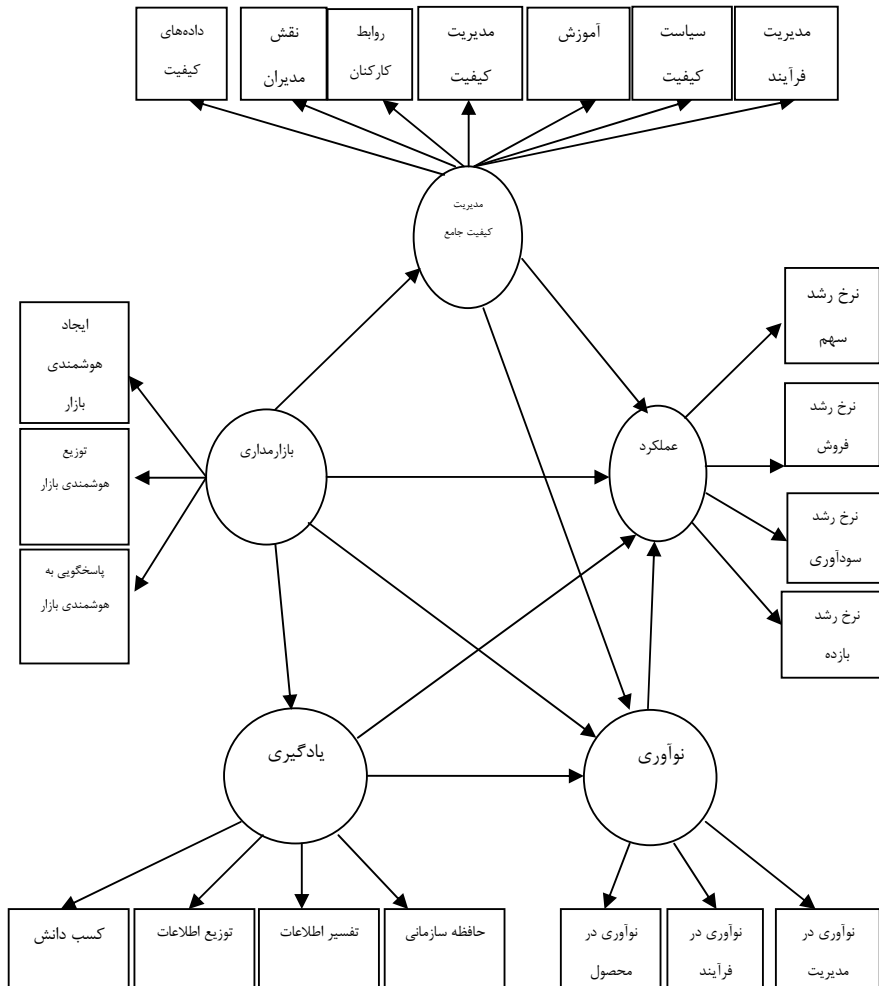 مدیریت
فرآیند
سیاست
کیفیت
آموزش
مدیریت
کیفیت
روابط
کارکنان
نقش
مدیران
داده‌های
کیفیت
مدیریت
کیفیت جامع
نرخ رشد
سهم
نرخ رشد
فروش
نرخ رشد
سودآوری
نرخ رشد
بازده
عملکرد
بازارمداری
ایجاد
هوشمندی
بازار
توزیع
هوشمندی بازار
پاسخگویی به
هوشمندی بازار
نوآوری
یادگیری
نوآوری در
مدیریت
نوآوری در
فرآیند
نوآوری در
محصول
حافظه سازمانی
تفسیر اطلاعات
توزیع اطلاعات
کسب دانش